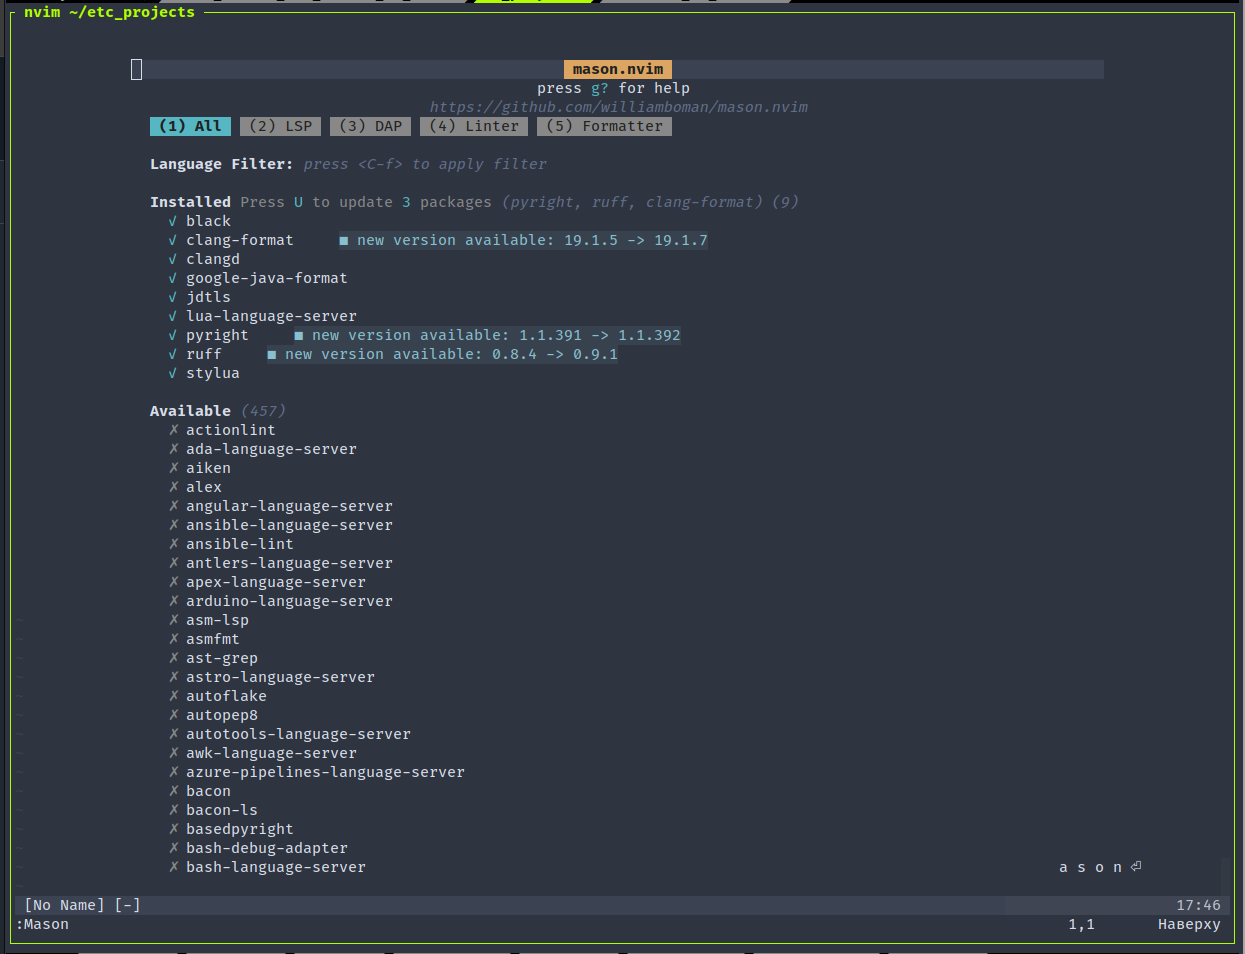 nvim ~/etc_projects
mason.nvim
press g? for help
https://github.com/williamboman/mason.nvim
(1) All (2) LSP (3) DAP (4) Linter (5) Formatter
Language Filter: press <C-f> to apply filter
Installed Press U to update 3 packages (pyright, ruff, clang-format) (9)
√ black
√ clang-format ■ new version available: 19.1.5 -> 19.1.7
√ clangd
√ google-java-format
√ jdtls
√ lua-language-server
√ pyright ■ new version available: 1.1.391 -> 1.1.392
√ ruff ■ new version available: 0.8.4 -> 0.9.1
√ stylua
Available (457)
✗ actionlint
✗ ada-language-server
✗ aiken
✗ alex
✗ angular-language-server
✗ ansible-language-server
✗ ansible-lint
✗ antlers-language-server
✗ apex-language-server
✗ arduino-language-server
✗ asm-lsp
✗ asmfmt
✗ ast-grep
✗ astro-language-server
✗ autoflake
✗ autopep8
✗ autotools-language-server
✗ awk-language-server
✗ azure-pipelines-language-server
✗ bacon
✗ bacon-ls
✗ basedpyright
✗ bash-debug-adapter
✗ bash-language-server a s o n ⏎
[No Name] [-] 17:46
:Mason 1,1 Наверху